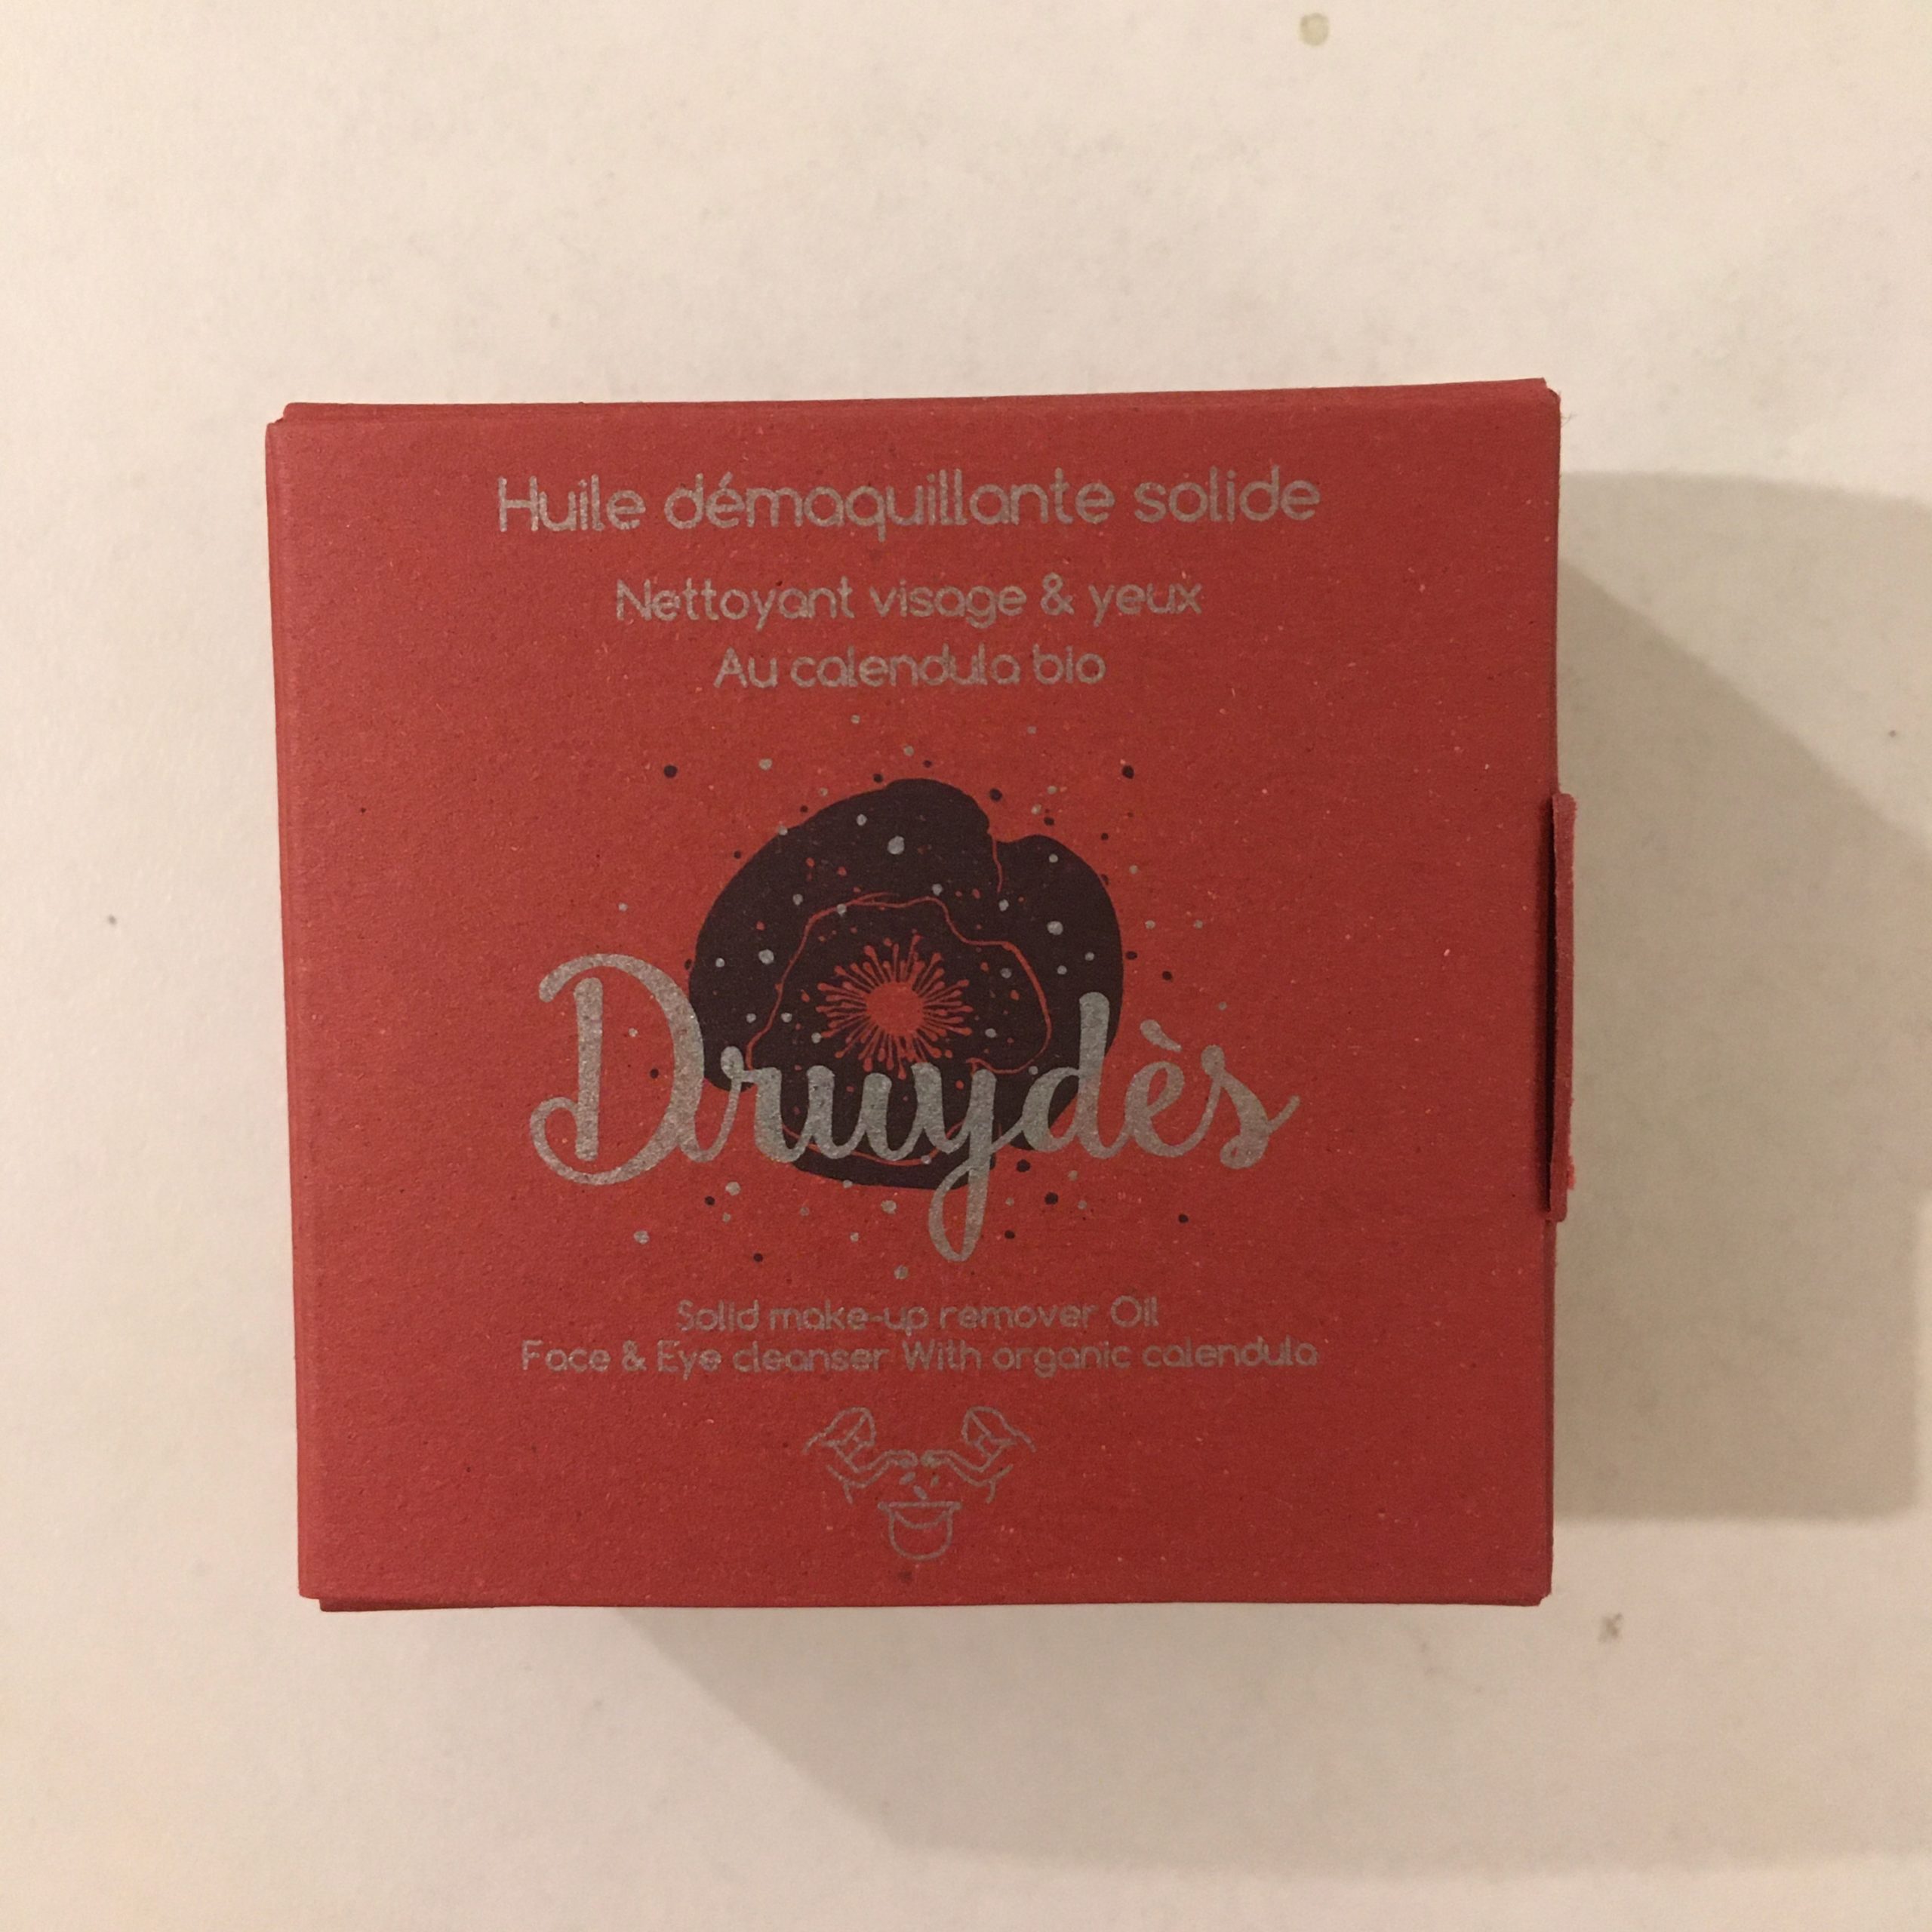 Huile démaquillante solide
Nettoyant visage & yeux
Au calendula bio
Druydès
Solid make-up remover Oil
Face & Eye cleanser With organic calendula